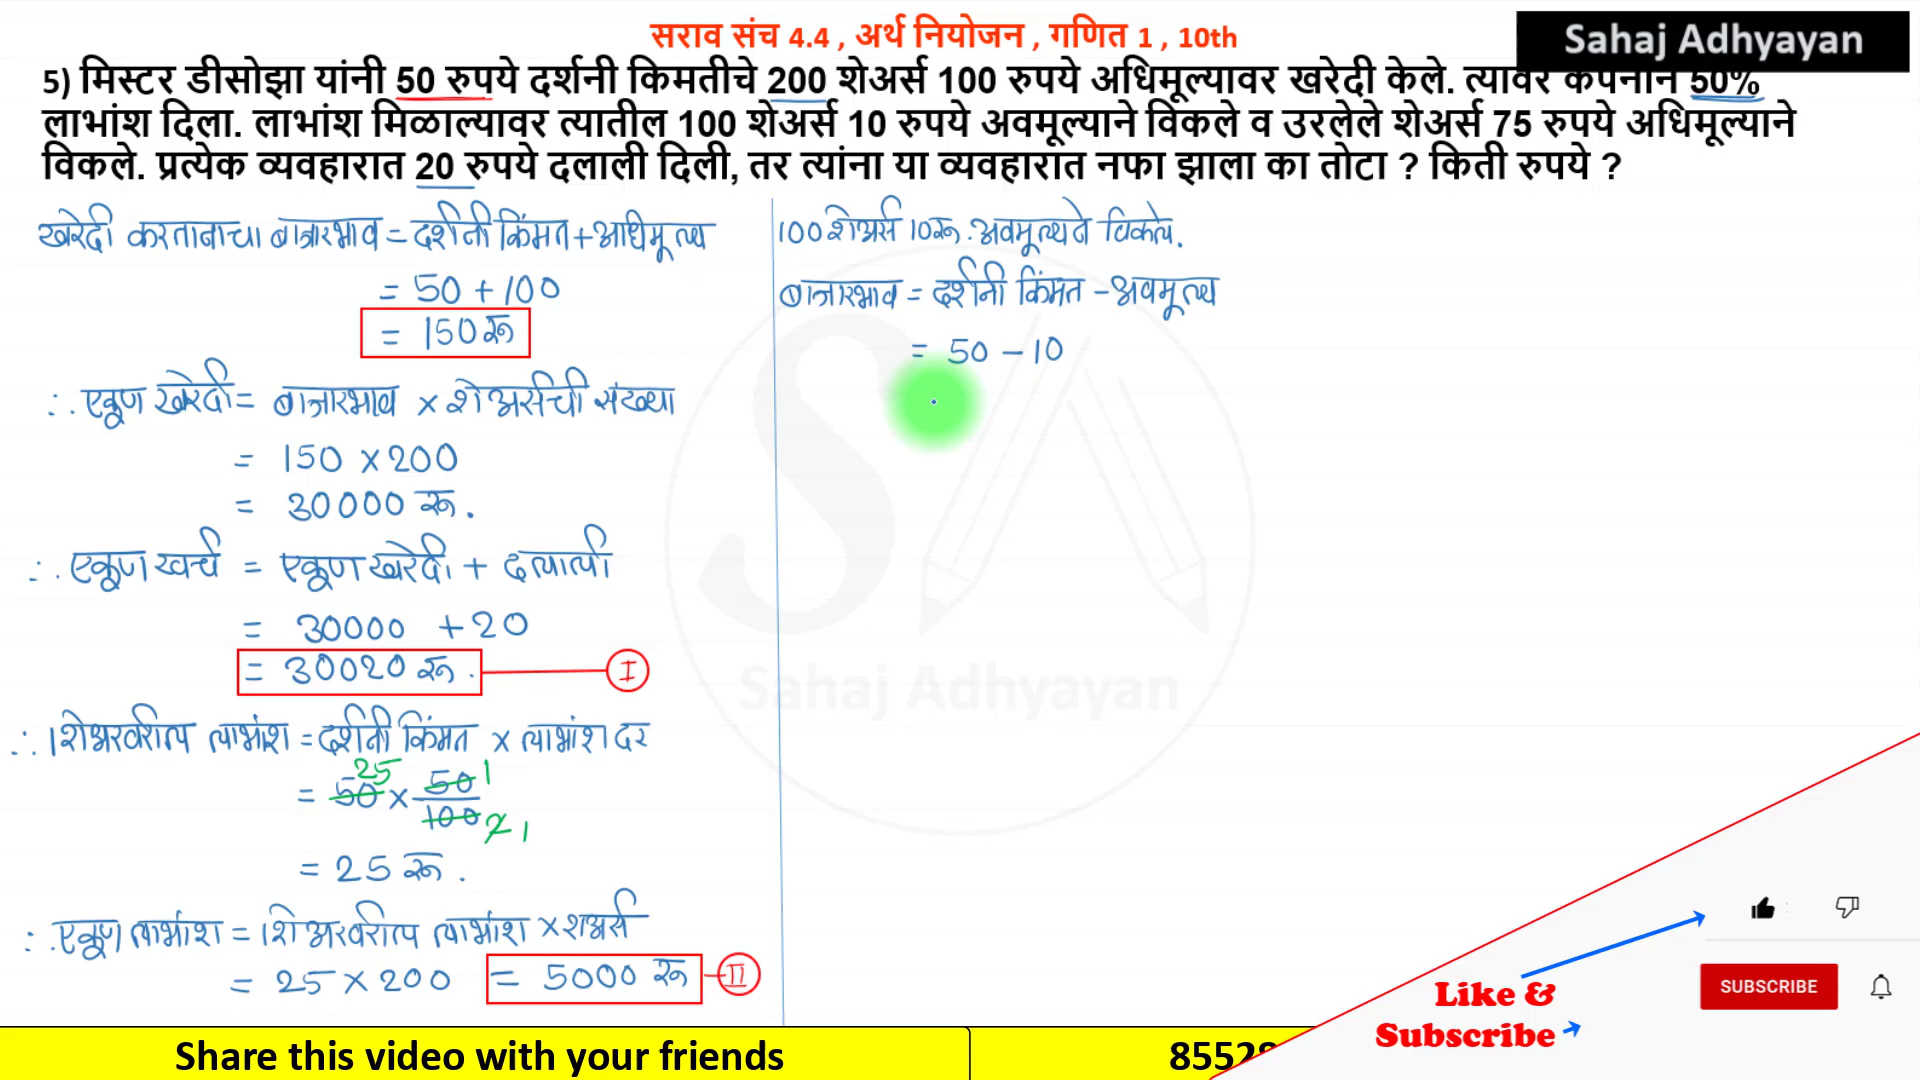 सराव संच 4.4 , अर्थ नियोजन , गणित 1 , 10th
Sahaj Adhyayan
5) मिस्टर डीसोझा यांनी 50 रुपये दर्शनी किमतीचे 200 शेअर्स 100 रुपये अधिमूल्यावर खरेदी केले. त्यावर कंपनीने 50%
लाभांश दिला. लाभांश मिळाल्यावर त्यातील 100 शेअर्स 10 रुपये अवमूल्याने विकले व उरलेले शेअर्स 75 रुपये अधिमूल्याने
विकले. प्रत्येक व्यवहारात 20 रुपये दलाली दिली, तर त्यांना या व्यवहारात नफा झाला का तोटा ? किती रुपये ?
खरेदी करतानाचा बाजारभाव = दर्शनी किंमत + अधिमूल्य
= 50 + 100
= 150 रू
∴ एकूण खरेदी = बाजारभाव × शेअर्सची संख्या
= 150 × 200
= 30000 रू.
∴ एकूण खर्च = एकूण खरेदी + दलाली
= 30000 + 20
= 30020 रू. I
∴ 1 शेअरवरील लाभांश = दर्शनी किंमत × लाभांश दर
25 1
= 50 × 50
100 2 1
= 25 रू.
∴ एकूण लाभांश = 1 शेअरवरील लाभांश × शेअर्स
= 25 × 200 = 5000 रू II
100 शेअर्स 10 रू. अवमूल्याने विकले.
बाजारभाव = दर्शनी किंमत - अवमूल्य
= 50 - 10
Sahaj Adhyayan
Like &
Subscribe
SUBSCRIBE
Share this video with your friends
8552